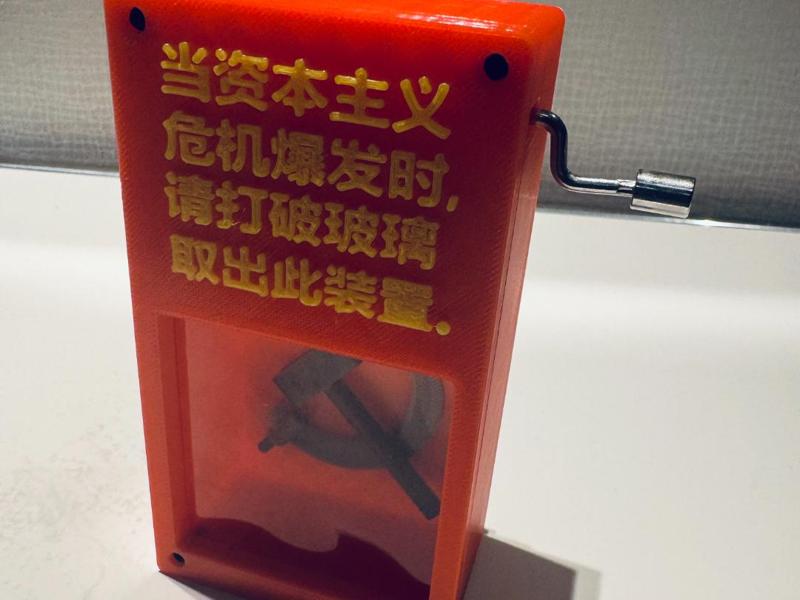 当资本主义
危机爆发时,
请打破玻璃
取出此装置.